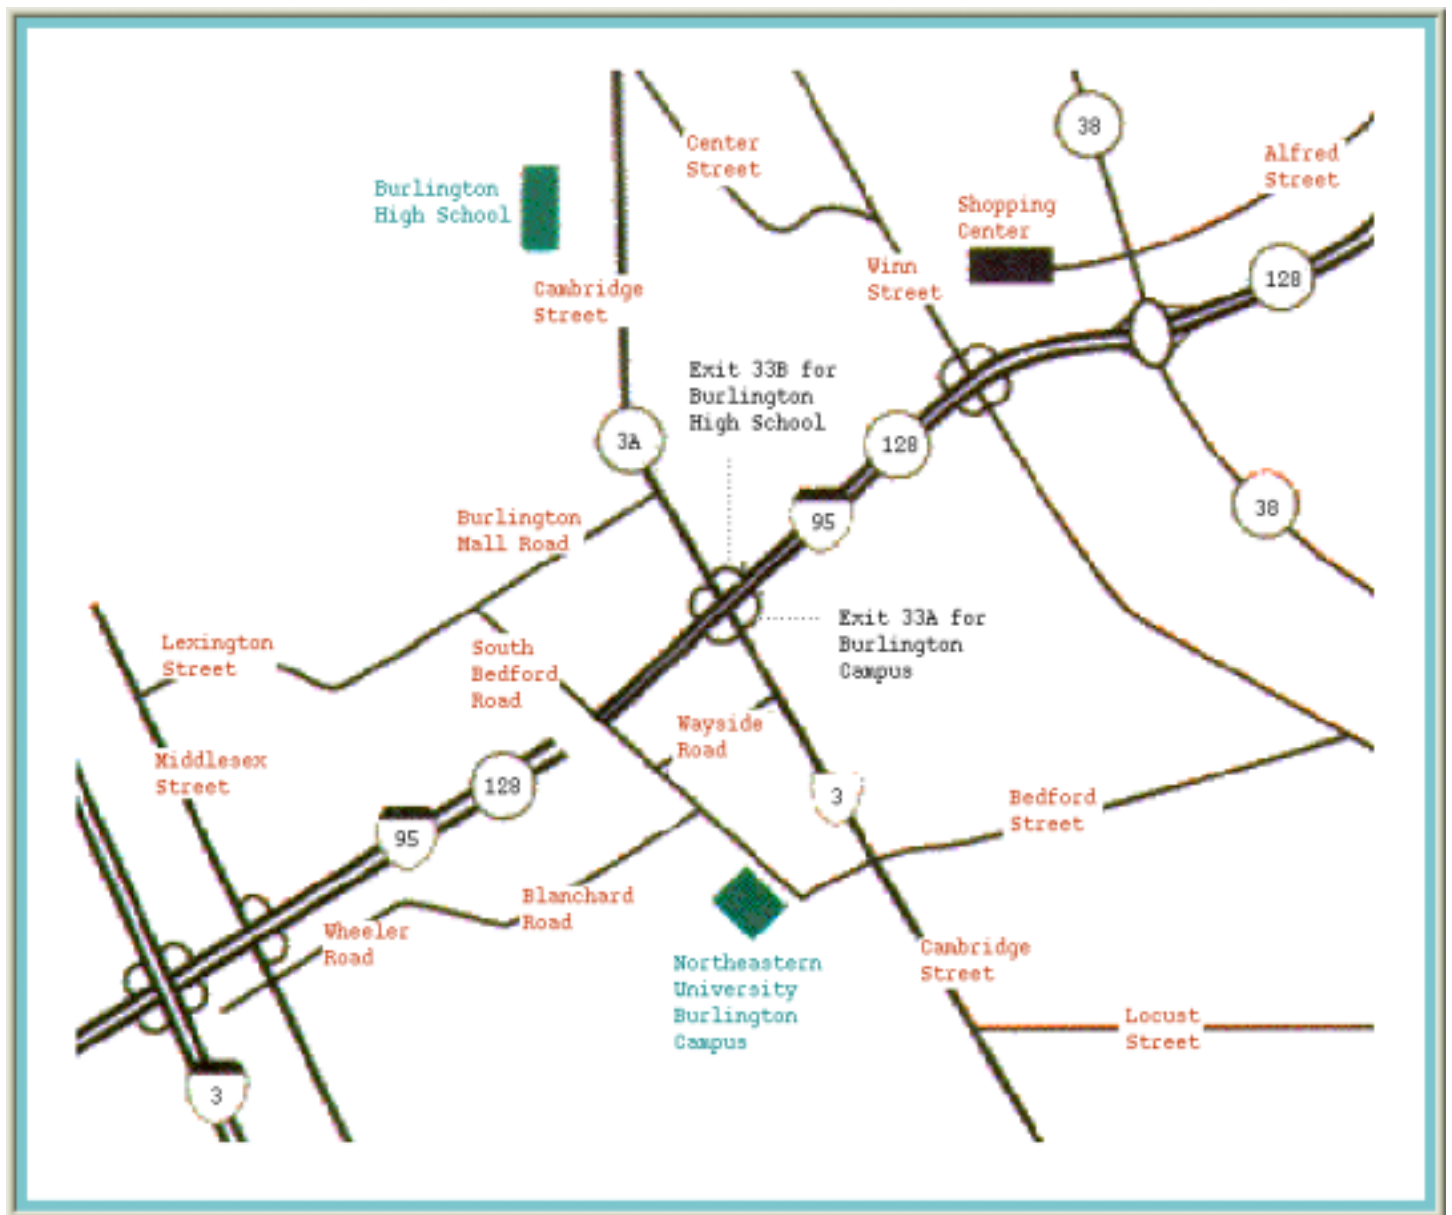 38
Center
Street
Alfred
Street
Burlington
High School
Shopping
Center
Winn
Street
128
Cambridge
Street
Exit 33B for
Burlington
High School
3A
128
Burlington
Mall Road
95
38
Exit 33A for
Burlington
Campus
Lexington
Street
South
Bedford
Road
Wayside
Road
Middlesex
Street
128
3
Bedford
Street
95
Blanchard
Road
Wheeler
Road
Cambridge
Street
Northeastern
University
Burlington
Campus
Locust
Street
3